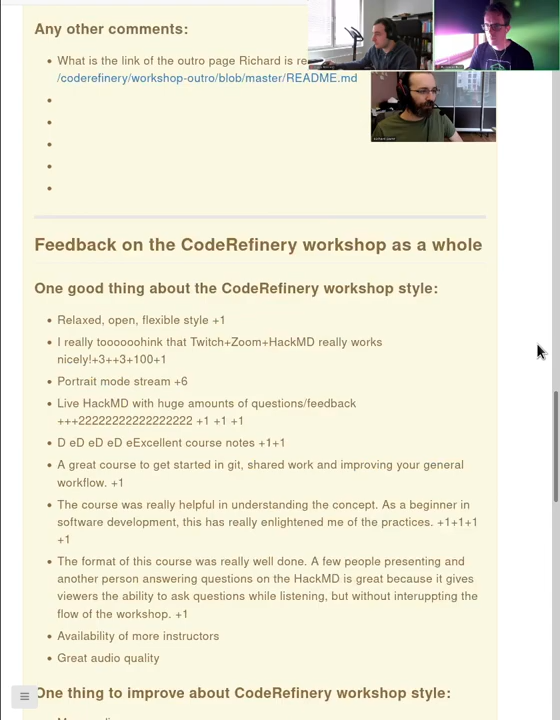 Any other comments:
What is the link of the outro page Richard is re
/coderefinery/workshop-outro/blob/master/README.md
Feedback on the CodeRefinery workshop as a whole
One good thing about the CodeRefinery workshop style:
Relaxed, open, flexible style +1
I really toooooohink that Twitch+Zoom+HackMD really works
nicely!+3++3+100+1
Portrait mode stream +6
Live HackMD with huge amounts of questions/feedback
+++22222222222222222 +1 +1 +1
D eD eD eD eExcellent course notes +1+1
A great course to get started in git, shared work and improving your general
workflow. +1
The course was really helpful in understanding the concept. As a beginner in
software development, this has really enlightened me of the practices. +1+1+1
+1
The format of this course was really well done. A few people presenting and
another person answering questions on the HackMD is great because it gives
viewers the ability to ask questions while listening, but without interuppting the
flow of the workshop. +1
Availability of more instructors
Great audio quality
One thing to improve about CodeRefinery workshop style: